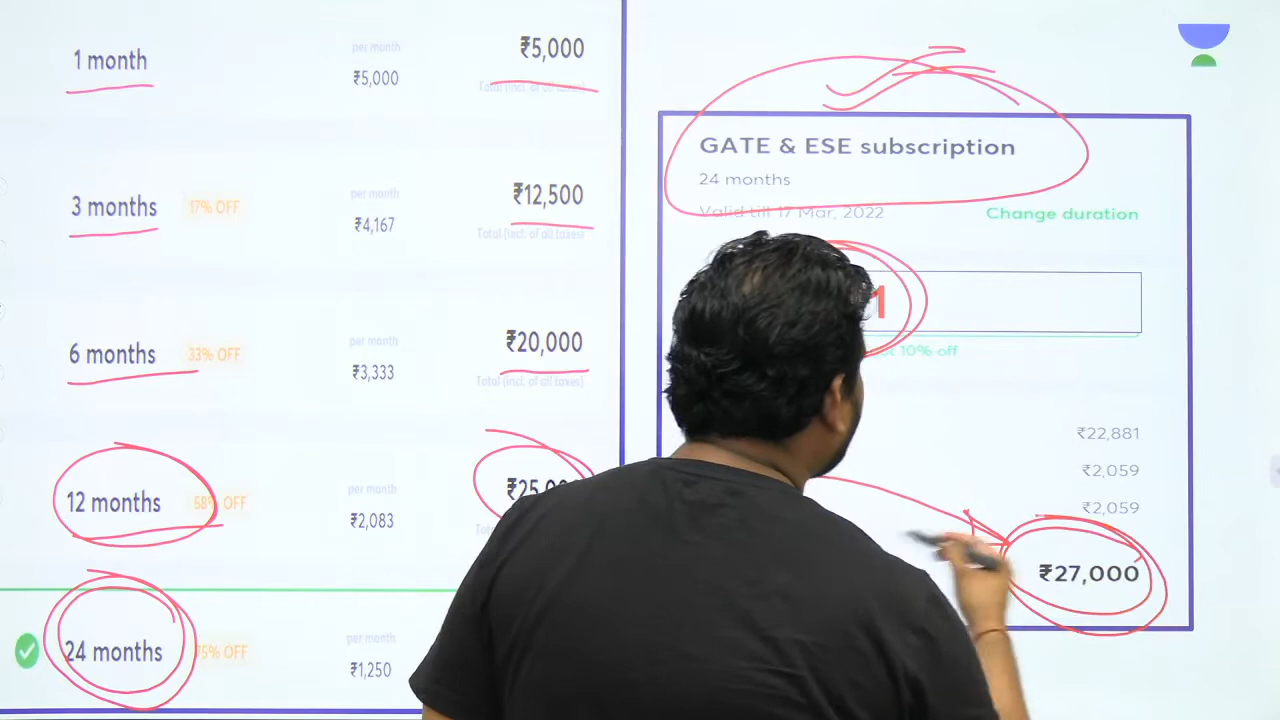 1 month
per month
₹5,000
₹5,000
Total (incl. of all taxes)
3 months
17% OFF
per month
₹4,167
₹12,500
Total (incl. of all taxes)
6 months
33% OFF
per month
₹3,333
₹20,000
Total (incl. of all taxes)
12 months
58% OFF
per month
₹2,083
24 months
75% OFF
per month
₹1,250
GATE & ESE subscription
24 months
Valid till 17 Mar, 2022
Change duration
1
10% off
₹22,881
₹2,059
₹2,059
₹27,000